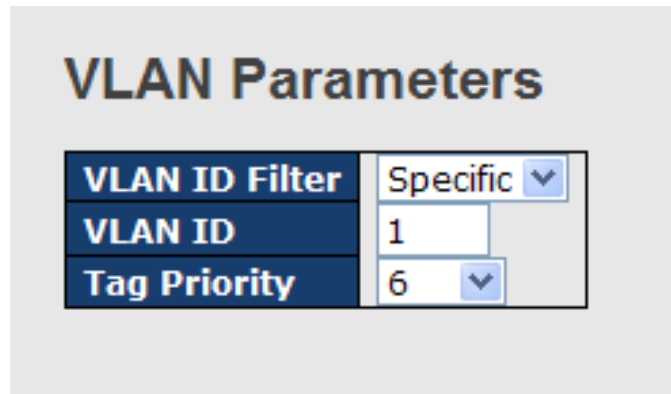 VLAN Parameters
VLAN ID Filter Specific
VLAN ID 1
Tag Priority 6